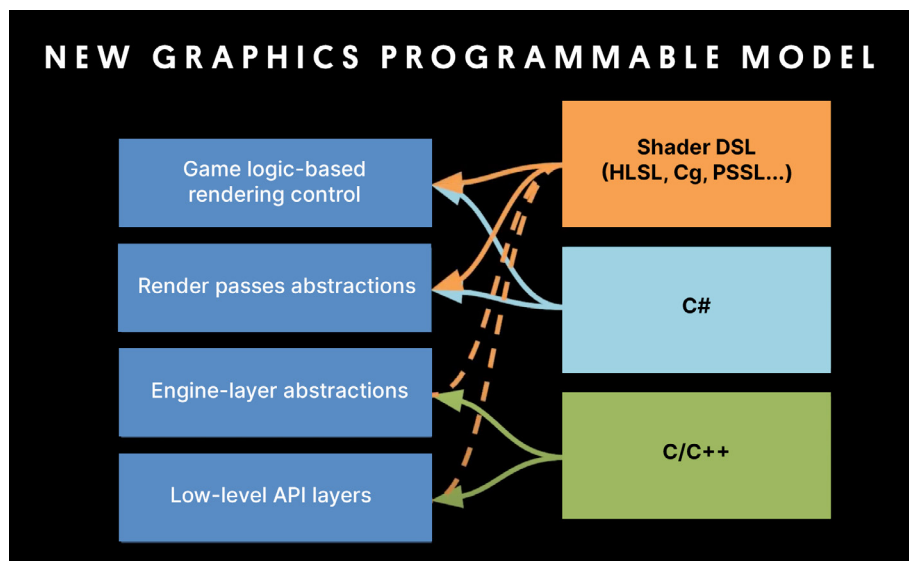 NEW GRAPHICS PROGRAMMABLE MODEL
Game logic-based
rendering control
Render passes abstractions
Engine-layer abstractions
Low-level API layers
Shader DSL
(HLSL, Cg, PSSL...)
C#
C/C++